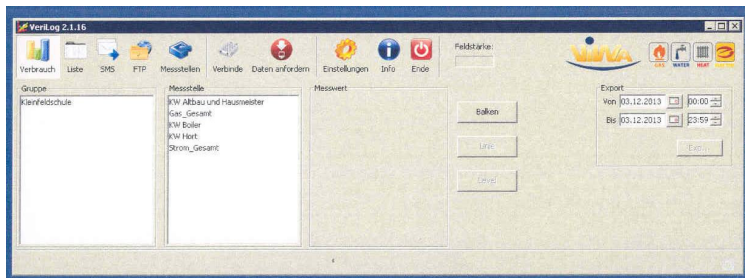 VeriLog 2.1.16
Verbrauch Liste SMS FTP Messstellen Verbinde Daten anfordern Einstellungen Info Ende
Feldstärke:
VIVAVIS
GAS WATER HEAT ELECTRIC
Gruppe
Kleinfeldschule
Messstelle
KW Altbau und Hausmeister
Gas_Gesamt
KW Boiler
KW Hort
Strom_Gesamt
Messwert
Balken
Linie
Export
Von 03.12.2013 00:00
Bis 03.12.2013 23:59